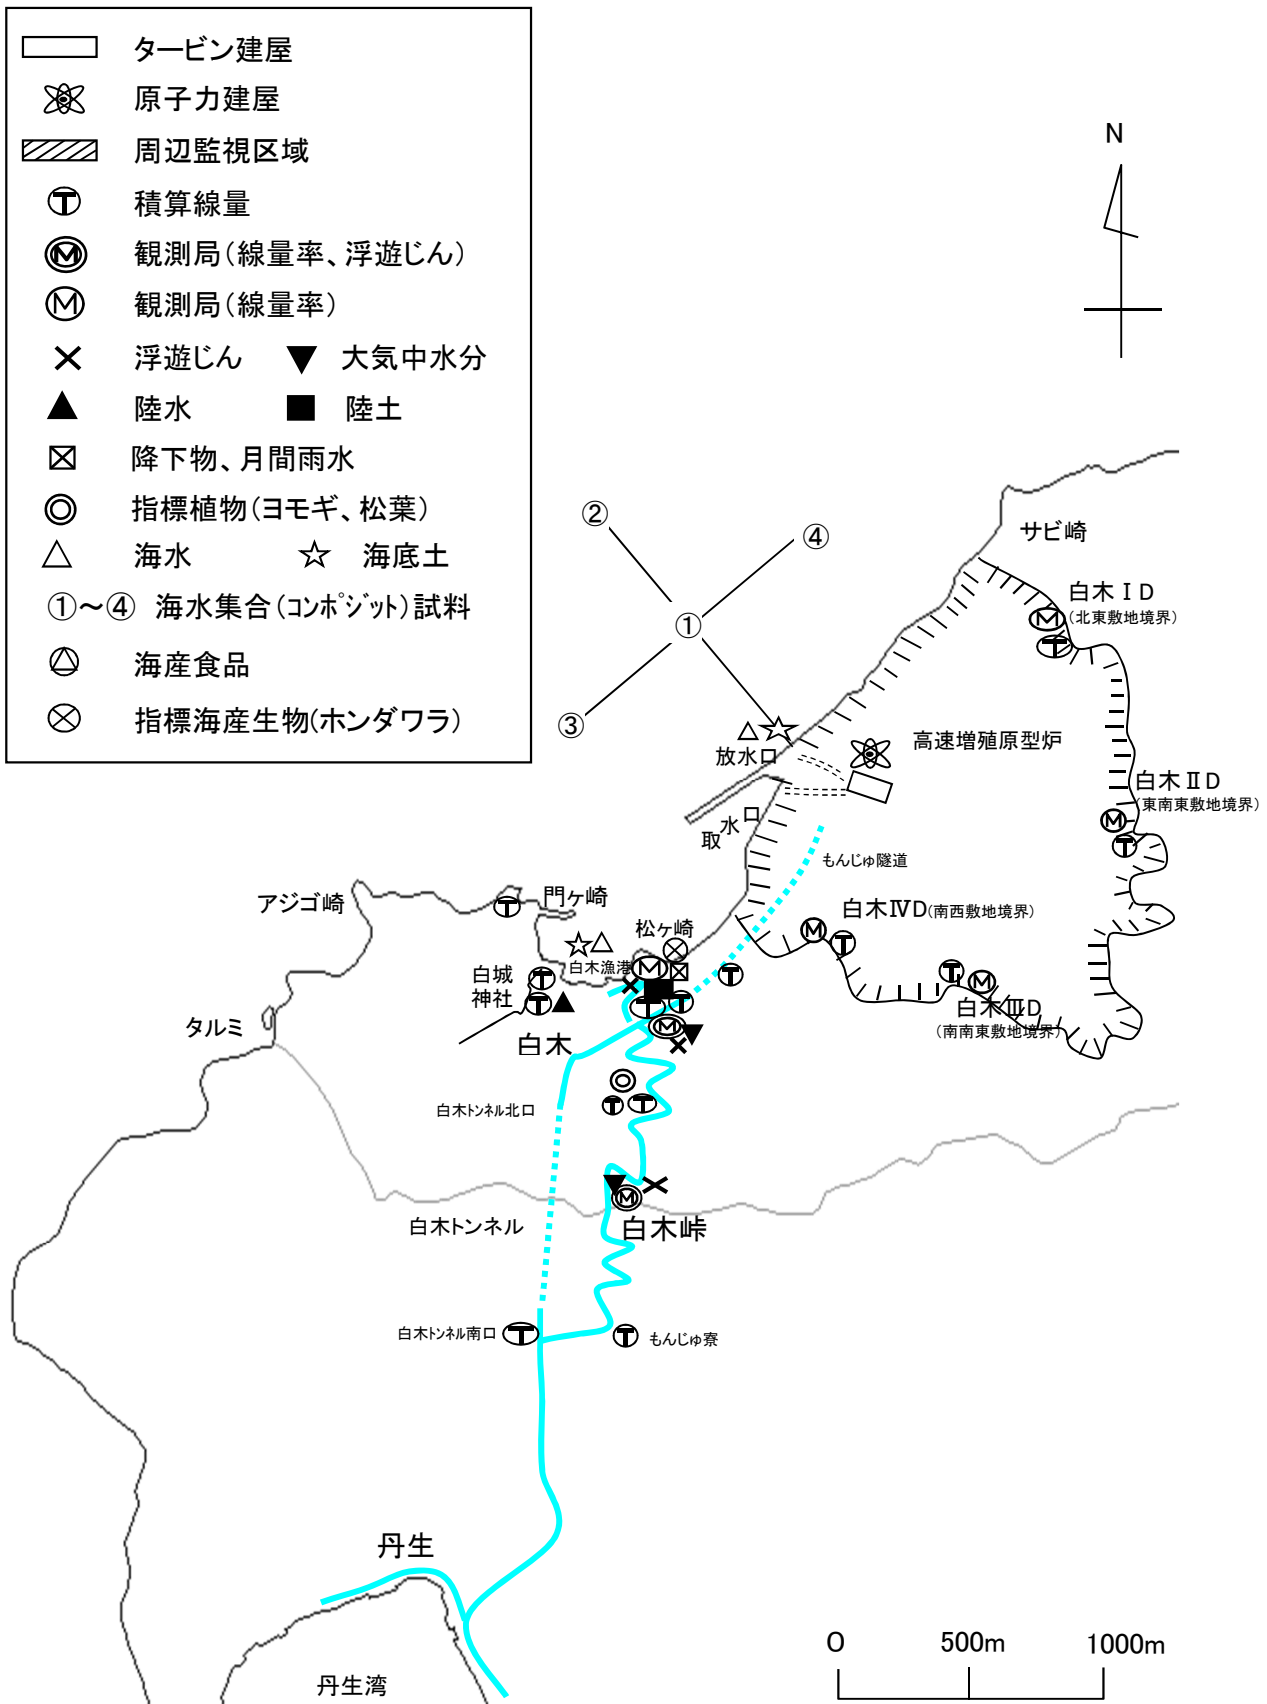 タービン建屋
原子力建屋
周辺監視区域
積算線量
観測局(線量率、浮遊じん)
観測局(線量率)
浮遊じん 大気中水分
陸水 陸土
降下物、月間雨水
指標植物(ヨモギ、松葉)
海水 海底土
①～④ 海水集合(ｺﾝﾎﾟｼﾞｯﾄ)試料
海産食品
指標海産生物(ホンダワラ)
N
サビ崎
②
④
①
③
白木ⅠD
(北東敷地境界)
放水口
高速増殖原型炉
白木ⅡD
(東南東敷地境界)
取水口
もんじゅ隧道
アジゴ崎
門ヶ崎
松ヶ崎
白木ⅣD(南西敷地境界)
白木漁港
白城
神社
白木ⅢD
(南南東敷地境界)
タルミ
白木
白木ﾄﾝﾈﾙ北口
白木トンネル
白木峠
白木ﾄﾝﾈﾙ南口
もんじゅ寮
丹生
丹生湾
O 500m 1000m